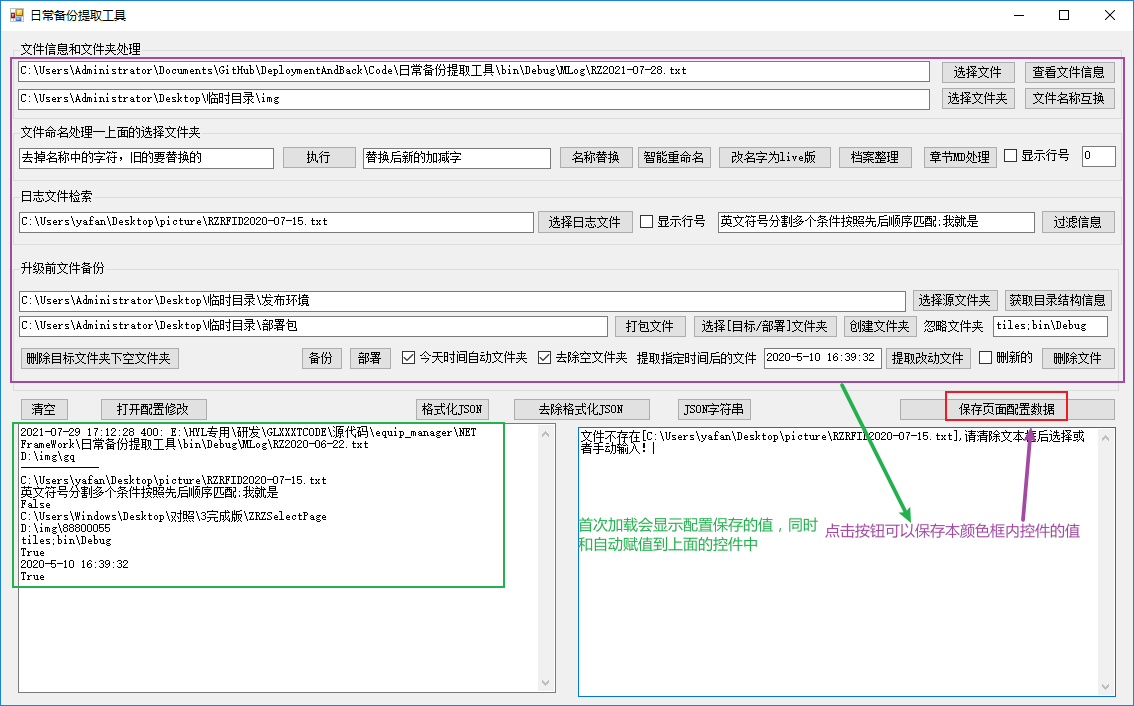 日常备份提取工具
文件信息和文件夹处理
C:\Users\Administrator\Documents\GitHub\DeploymentAndBack\Code\日常备份提取工具\bin\Debug\MLog\RZ2021-07-28.txt 选择文件 查看文件信息
C:\Users\Administrator\Desktop\临时目录\img 选择文件夹 文件名称互换
文件命名处理—上面的选择文件夹
去掉名称中的字符，旧的要替换的 执行 替换后新的加减字 名称替换 智能重命名 改名字为live版 档案整理 章节MD处理 显示行号 0
日志文件检索
C:\Users\yafan\Desktop\picture\RZRFID2020-07-15.txt 选择日志文件 显示行号 英文符号分割多个条件按照先后顺序匹配;我就是 过滤信息
升级前文件备份
C:\Users\Administrator\Desktop\临时目录\发布环境 选择源文件夹 获取目录结构信息
C:\Users\Administrator\Desktop\临时目录\部署包 打包文件 选择[目标/部署]文件夹 创建文件夹 忽略文件夹 tiles;bin\Debug
删除目标文件夹下空文件夹 备份 部署 今天时间自动文件夹 去除空文件夹 提取指定时间后的文件 2020-5-10 16:39:32 提取改动文件 删新的 删除文件
清空 打开配置修改 格式化JSON 去除格式化JSON JSON字符串 保存页面配置数据
2021-07-29 17:12:28 400: E:\HYL专用\研发\GLXXXTCODE\源代码\equip_manager\NET
FrameWork\日常备份提取工具\bin\Debug\MLog\RZ2020-06-22.txt
D:\img\gq
C:\Users\yafan\Desktop\picture\RZRFID2020-07-15.txt
英文符号分割多个条件按照先后顺序匹配;我就是
False
C:\Users\Windows\Desktop\对照\3完成版\ZRZSelectPage
D:\img\88800055
tiles;bin\Debug
True
2020-5-10 16:39:32
True
文件不存在[C:\Users\yafan\Desktop\picture\RZRFID2020-07-15.txt],请清除文本框后选择或
者手动输入!
首次加载会显示配置保存的值，同时
和自动赋值到上面的控件中
点击按钮可以保存本颜色框内控件的值